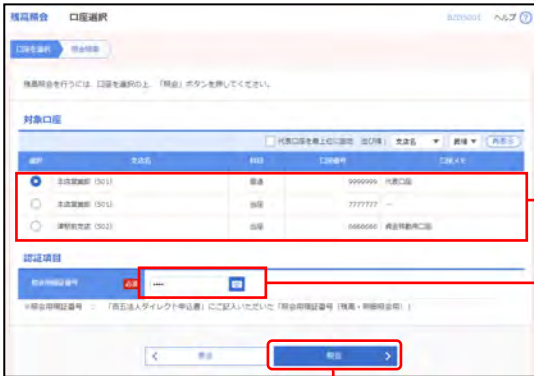 残高照会 口座選択 BZDS001 ヘルプ ?
口座を選択 照会結果
残高照会を行うには、口座を選択の上、「照会」ボタンを押してください。
対象口座
代表口座を最上位に固定 並び順： 支店名 ▼ 昇順 ▼ 再表示
選択 支店名 科目 口座番号 口座メモ
本店営業部 (501) 普通 9999999 代表口座
本店営業部 (501) 当座 7777777 --
津駅前支店 (502) 当座 6666666 資金移動用口座
認証項目
照会用暗証番号 必須 ••••
※照会用暗証番号 ： 「百五法人ダイレクト申込書」にご記入いただいた「照会用暗証番号（残高・明細照会用）」
戻る 照会